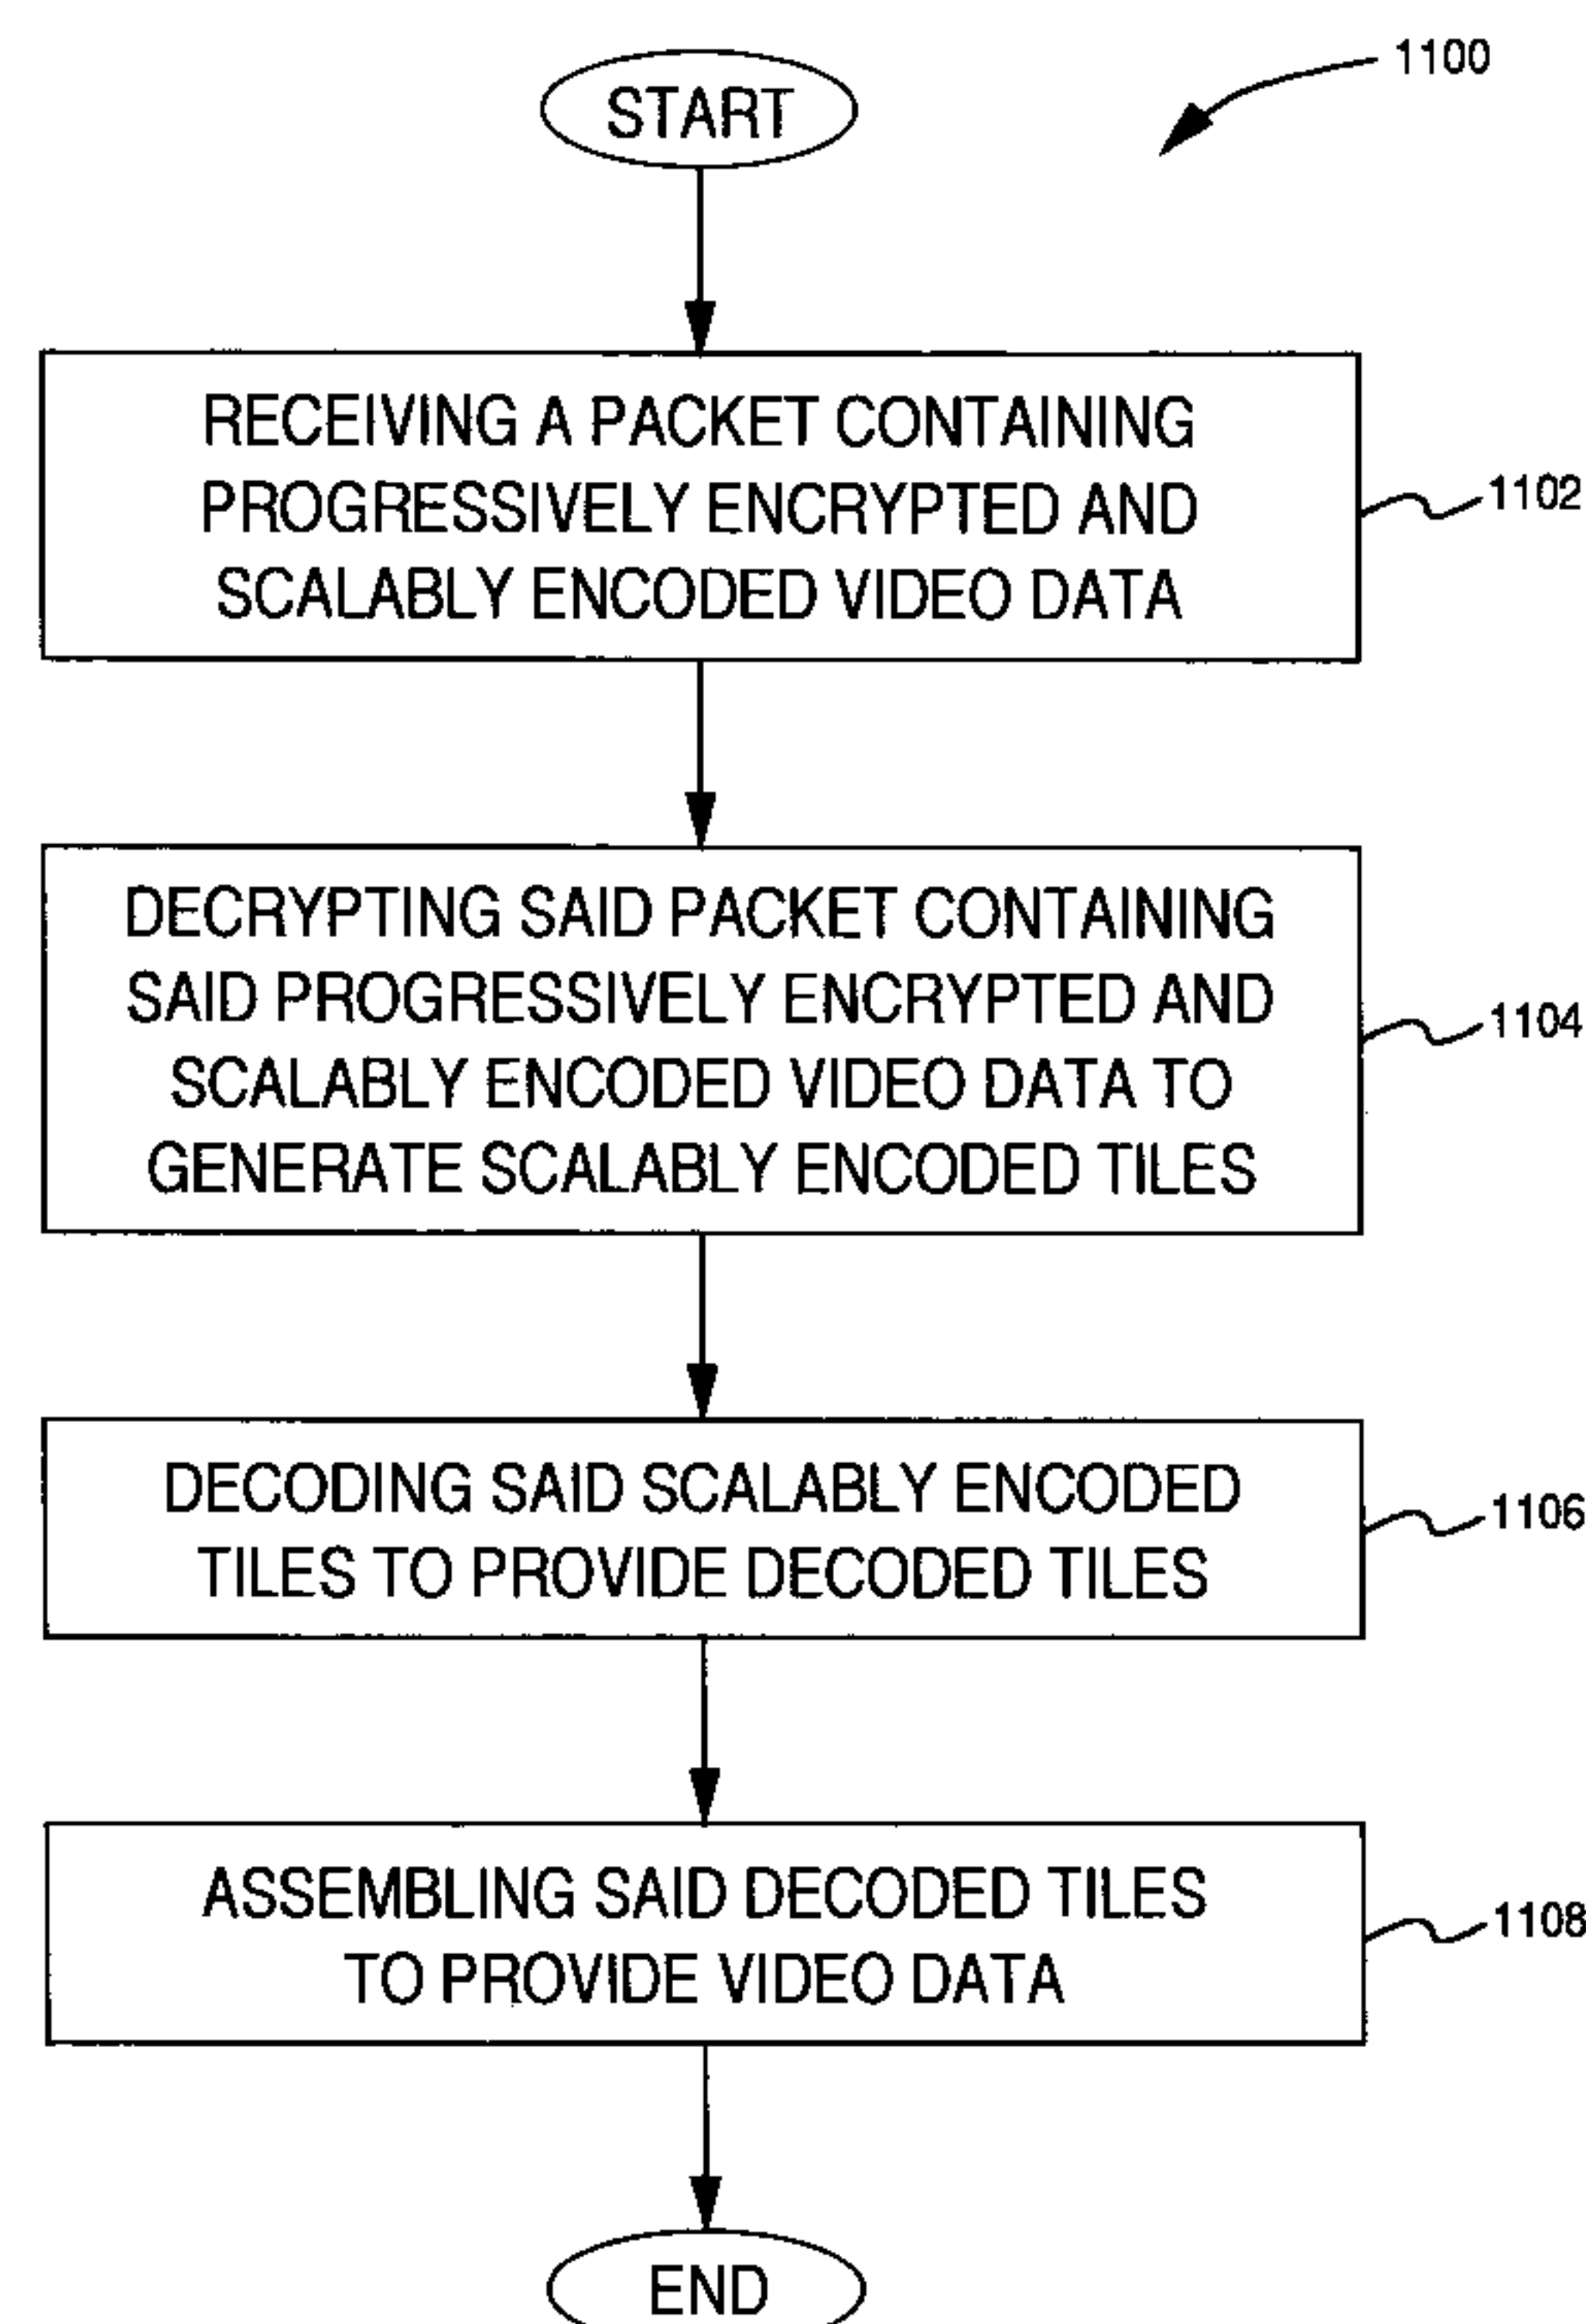 START
1100
RECEIVING A PACKET CONTAINING
PROGRESSIVELY ENCRYPTED AND
SCALABLY ENCODED VIDEO DATA
1102
DECRYPTING SAID PACKET CONTAINING
SAID PROGRESSIVELY ENCRYPTED AND
SCALABLY ENCODED VIDEO DATA TO
GENERATE SCALABLY ENCODED TILES
1104
DECODING SAID SCALABLY ENCODED
TILES TO PROVIDE DECODED TILES
1106
ASSEMBLING SAID DECODED TILES
TO PROVIDE VIDEO DATA
1108
END